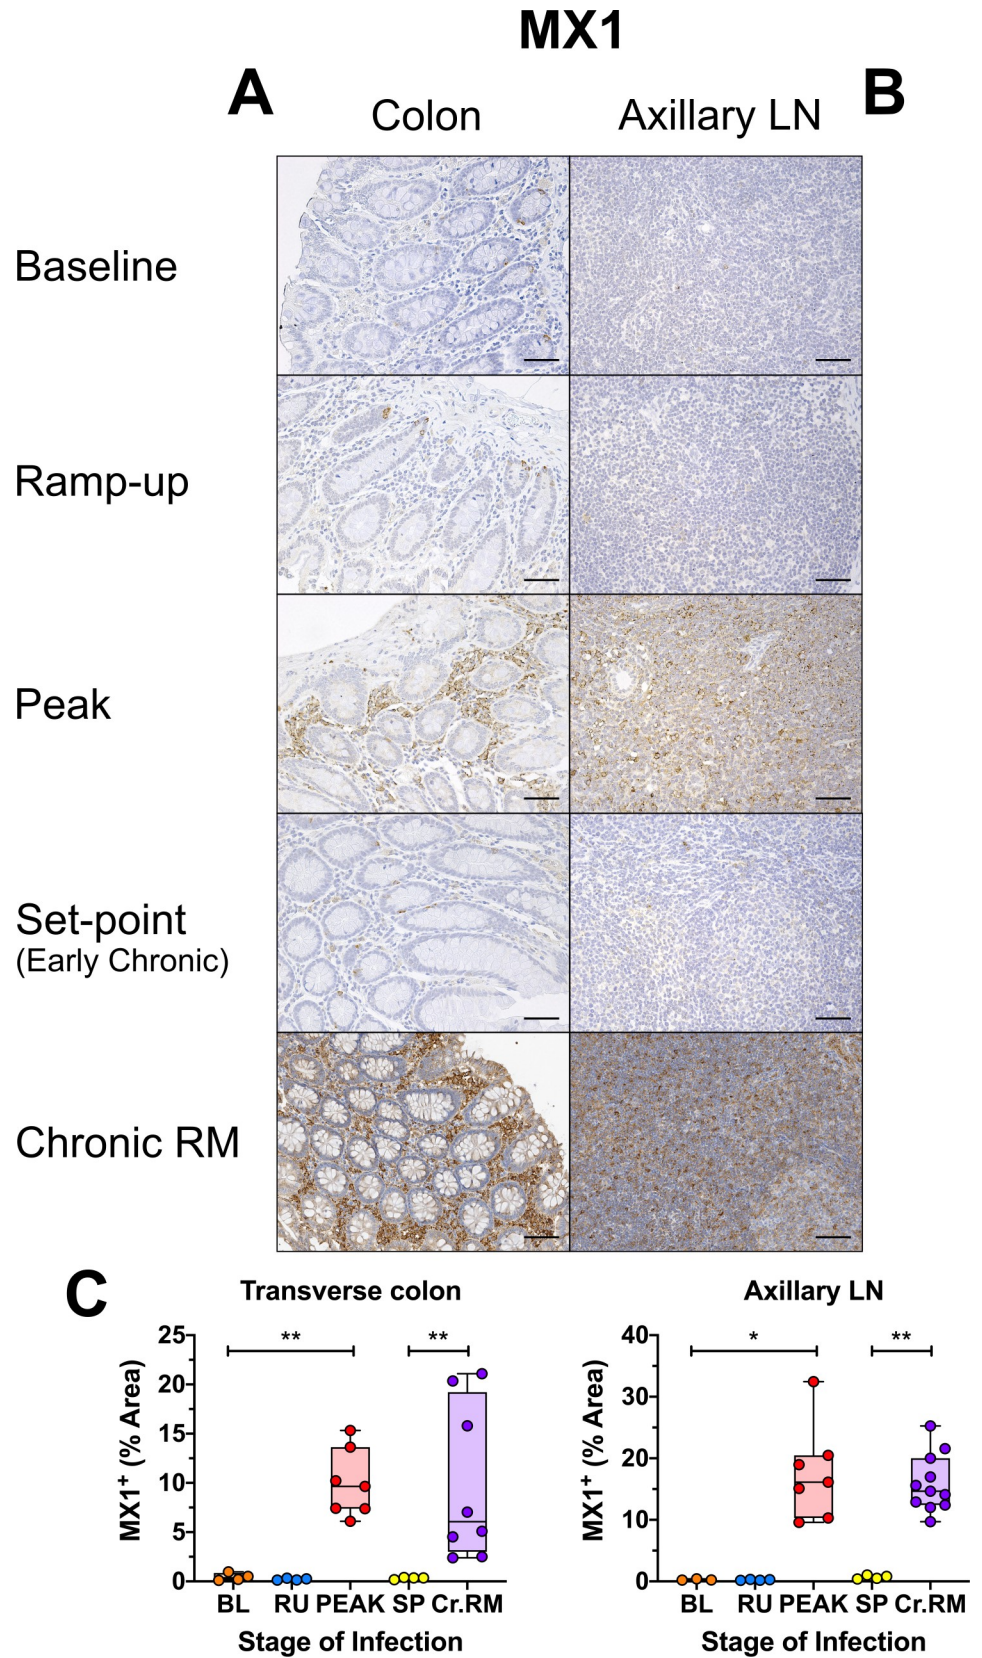 MX1
A
Colon
Axillary LN
B
Baseline
Ramp-up
Peak
Set-point
(Early Chronic)
Chronic RM
C
Transverse colon
MX1⁺ (% Area)
25
20
15
10
5
0
**
**
BL RU PEAK SP Cr.RM
Stage of Infection
Axillary LN
MX1⁺ (% Area)
40
30
20
10
0
*
**
BL RU PEAK SP Cr.RM
Stage of Infection